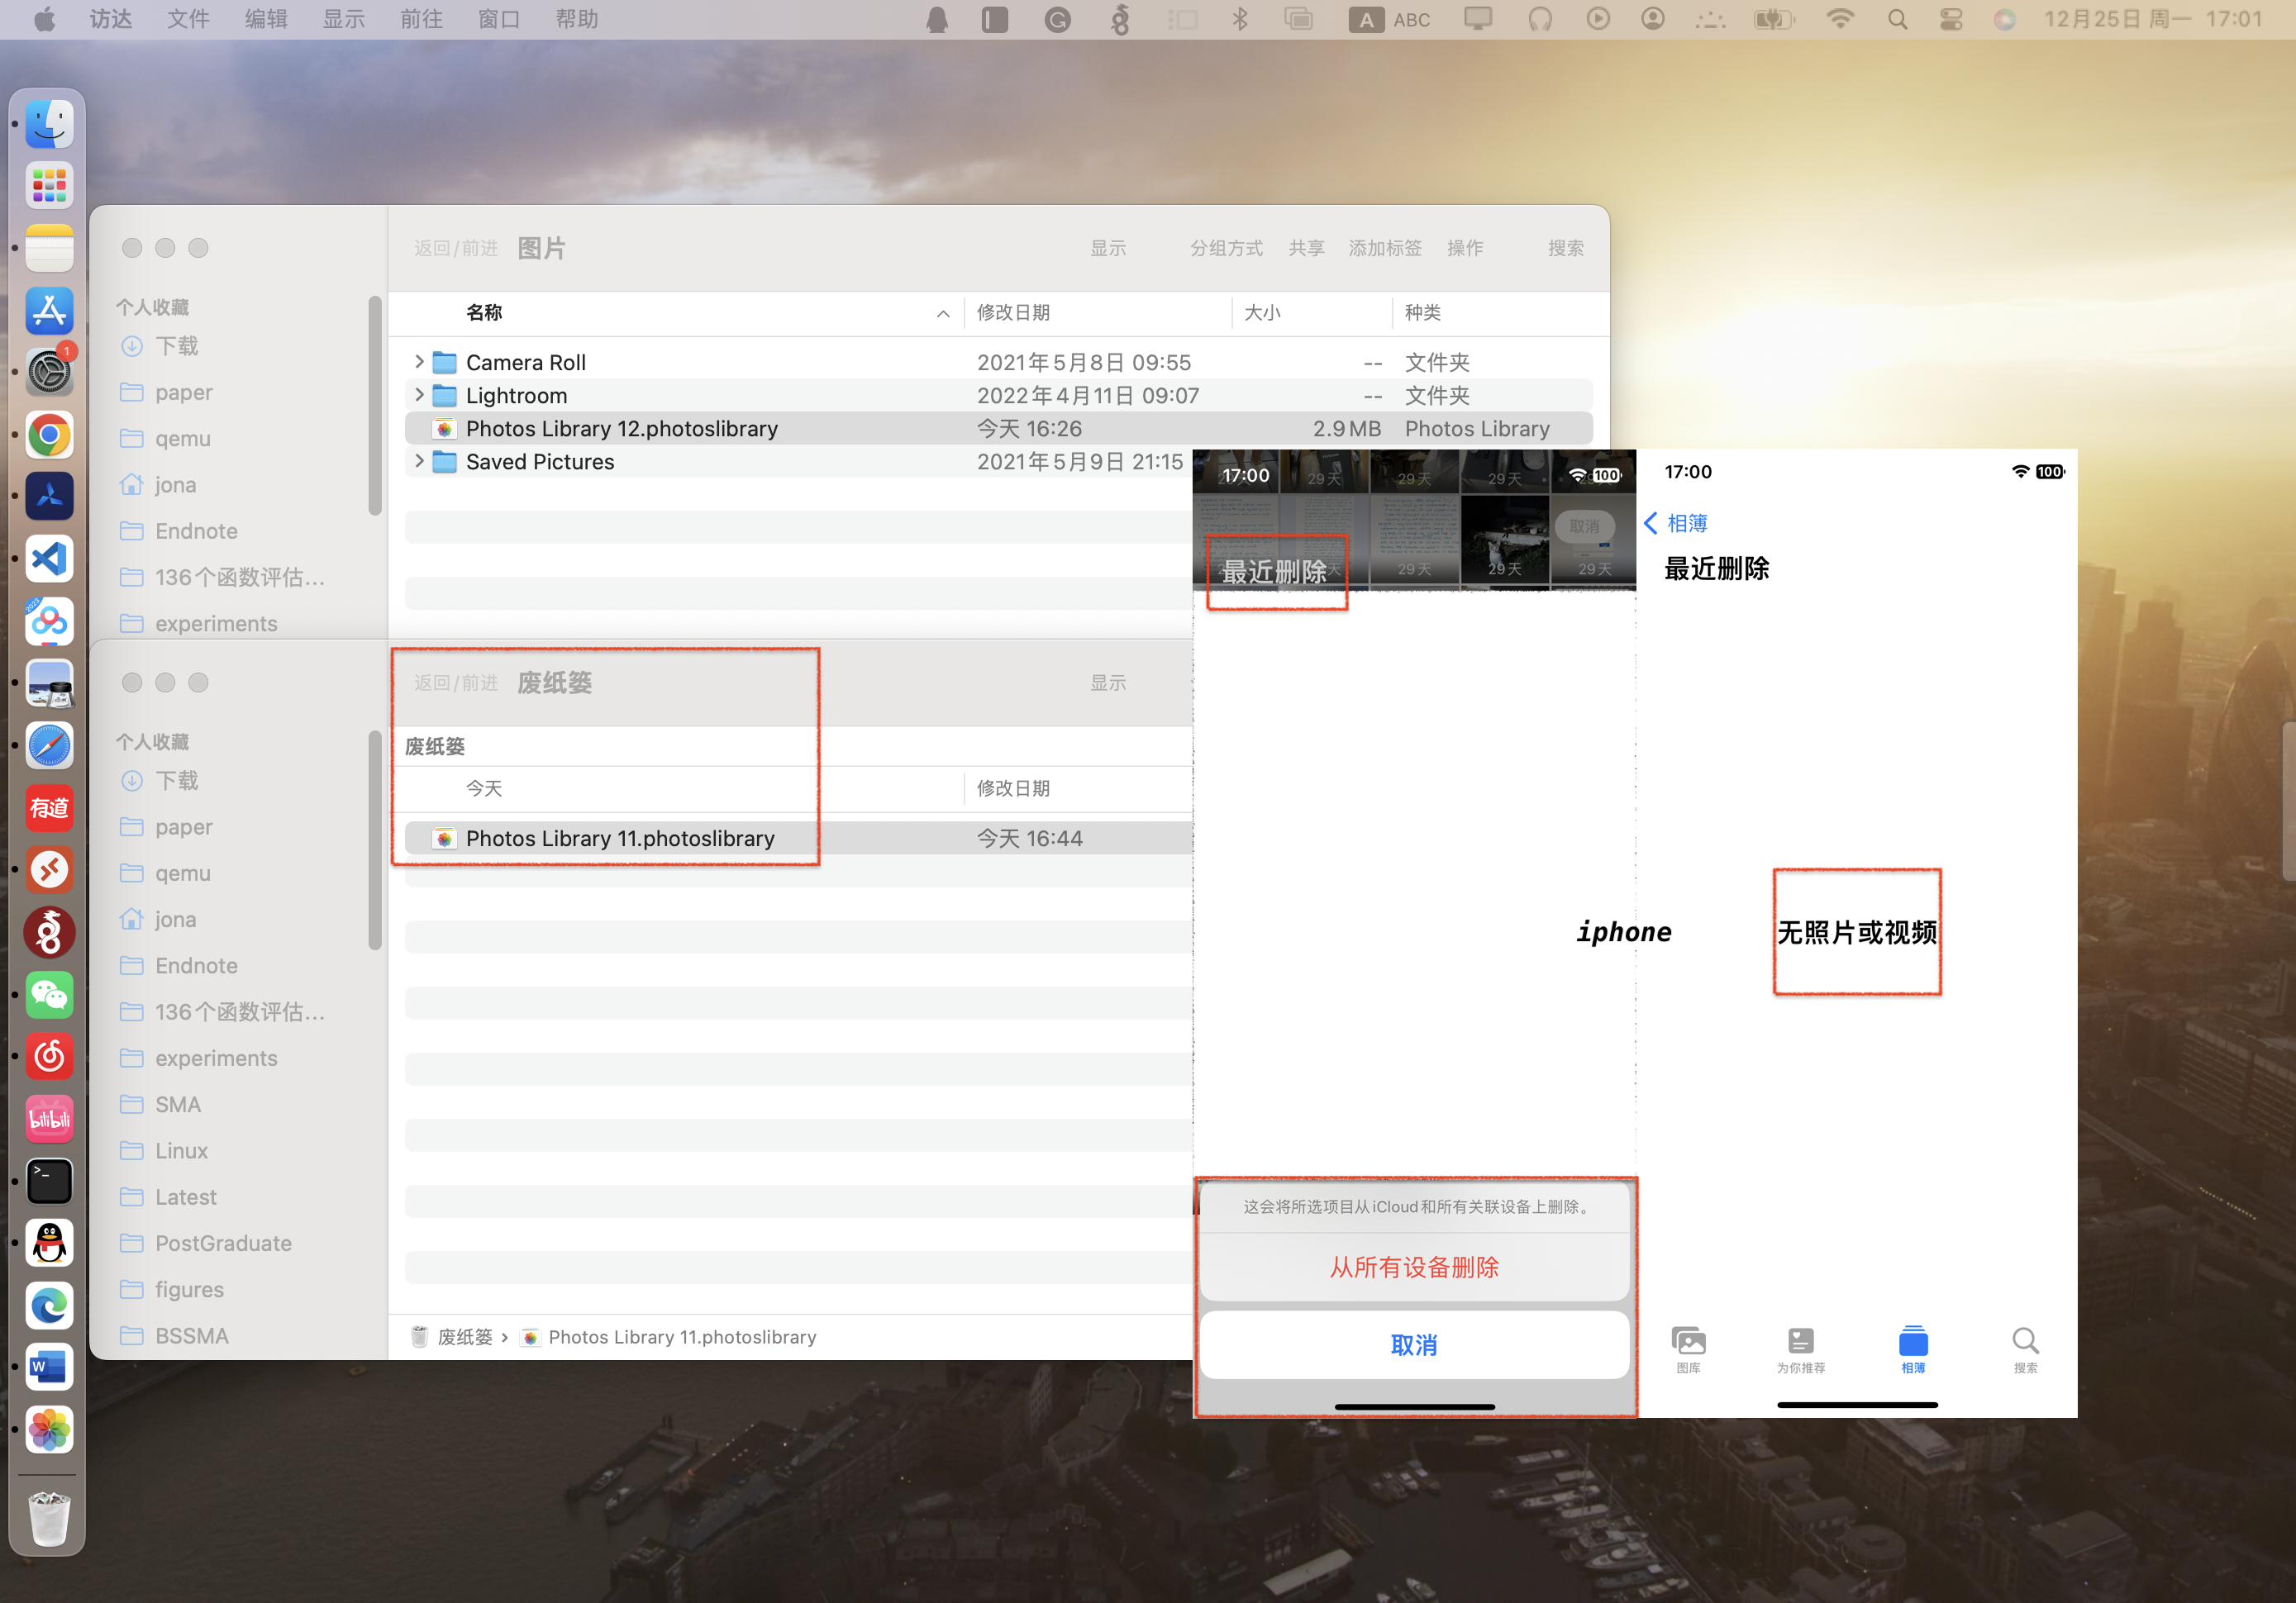 访达 文件 编辑 显示 前往 窗口 帮助
A ABC
12月25日 周一 17:01
返回/前进 图片 显示 分组方式 共享 添加标签 操作 搜索
名称 修改日期 大小 种类
Camera Roll 2021年5月8日 09:55 -- 文件夹
Lightroom 2022年4月11日 09:07 -- 文件夹
Photos Library 12.photoslibrary 今天 16:26 2.9 MB Photos Library
Saved Pictures 2021年5月9日 21:15
个人收藏
下载
paper
qemu
jona
Endnote
136个函数评估...
experiments
返回/前进 废纸篓 显示
废纸篓
今天 修改日期
Photos Library 11.photoslibrary 今天 16:44
个人收藏
下载
paper
qemu
jona
Endnote
136个函数评估...
experiments
SMA
Linux
Latest
PostGraduate
figures
BSSMA
废纸篓 › Photos Library 11.photoslibrary
17:00 100
29天 29天 29天
取消
29天 29天 29天
最近删除
这会将所选项目从iCloud和所有关联设备上删除。
从所有设备删除
取消
iphone
17:00 100
相簿
最近删除
无照片或视频
图库 为你推荐 相簿 搜索
1
2023
有道
bilibili
W